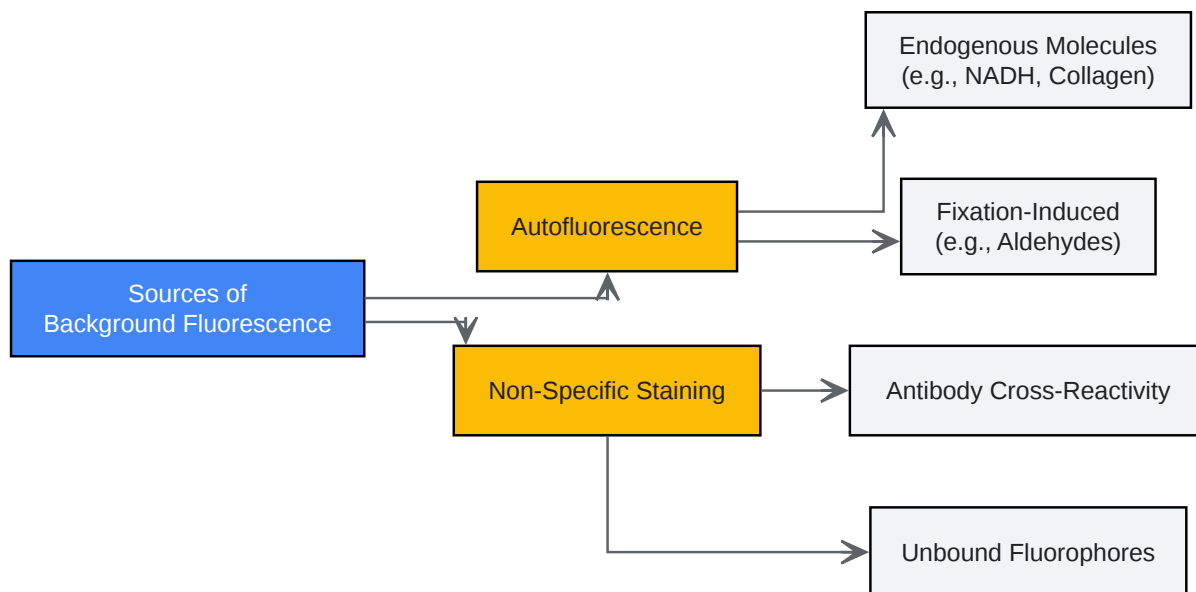 Sources of
Background Fluorescence
Autofluorescence
Endogenous Molecules
(e.g., NADH, Collagen)
Fixation-Induced
(e.g., Aldehydes)
Non-Specific Staining
Antibody Cross-Reactivity
Unbound Fluorophores